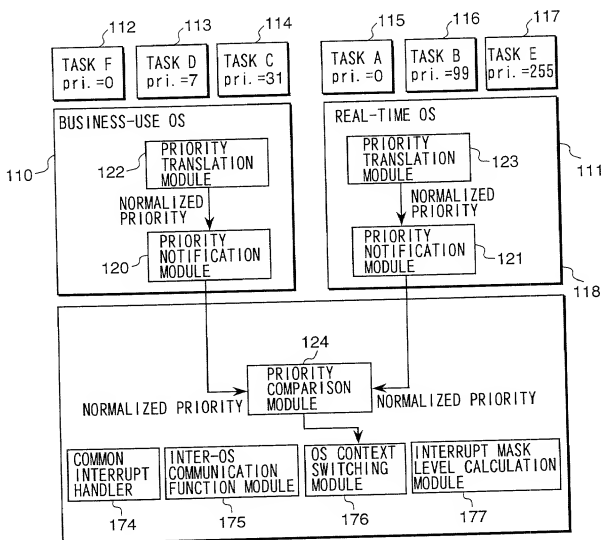 112
113
114
115
116
117
TASK F
pri.=0
TASK D
pri.=7
TASK C
pri.=31
TASK A
pri.=0
TASK B
pri.=99
TASK E
pri.=255
BUSINESS-USE OS
REAL-TIME OS
110
111
122
PRIORITY
TRANSLATION
MODULE
PRIORITY
TRANSLATION
MODULE
123
NORMALIZED
PRIORITY
NORMALIZED
PRIORITY
120
PRIORITY
NOTIFICATION
MODULE
PRIORITY
NOTIFICATION
MODULE
121
118
124
PRIORITY
COMPARISON
MODULE
NORMALIZED PRIORITY
NORMALIZED PRIORITY
COMMON
INTERRUPT
HANDLER
INTER-OS
COMMUNICATION
FUNCTION MODULE
OS CONTEXT
SWITCHING
MODULE
INTERRUPT MASK
LEVEL CALCULATION
MODULE
174
175
176
177